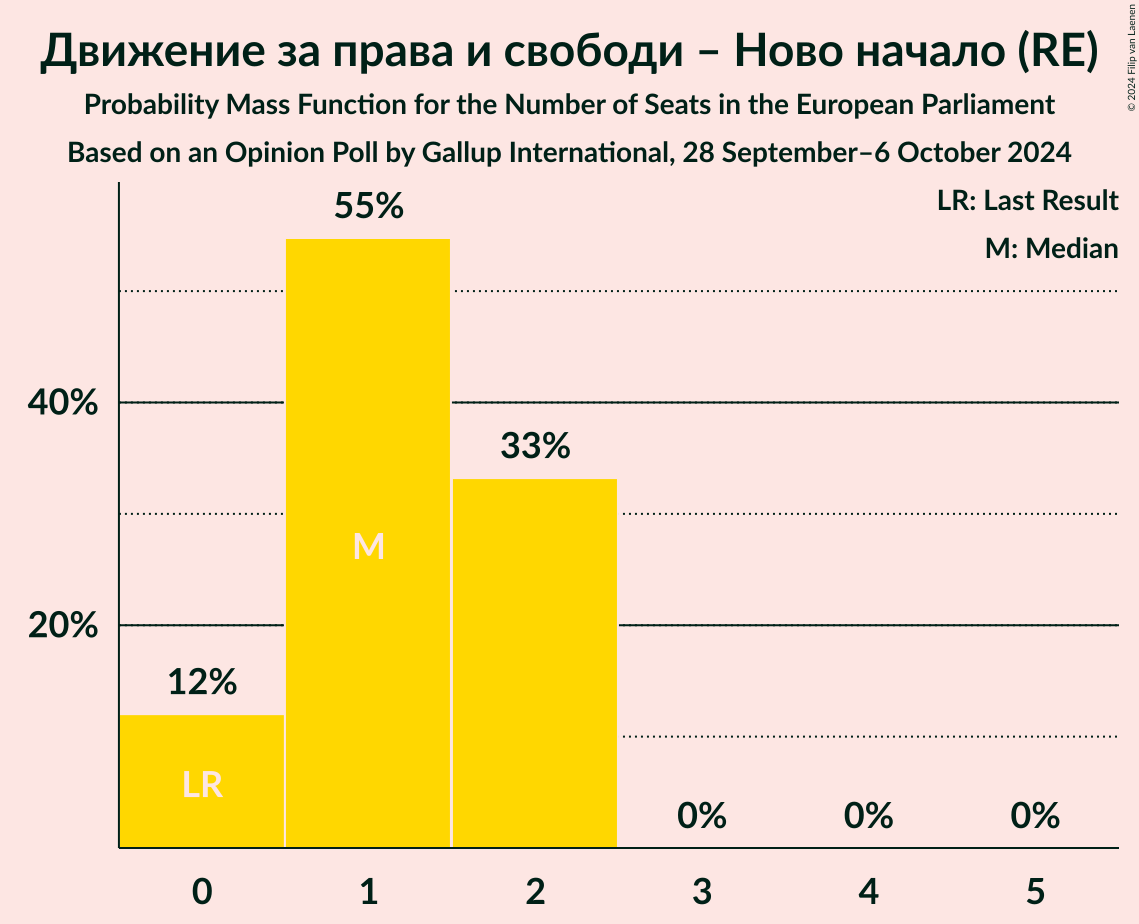 Движение за права и свободи – Ново начало (RE)
Probability Mass Function for the Number of Seats in the European Parliament
Based on an Opinion Poll by Gallup International, 28 September–6 October 2024
© 2024 Filip van Laenen
LR: Last Result
M: Median
55%
40%
33%
M
20%
12%
LR
0% 0% 0%
0 1 2 3 4 5